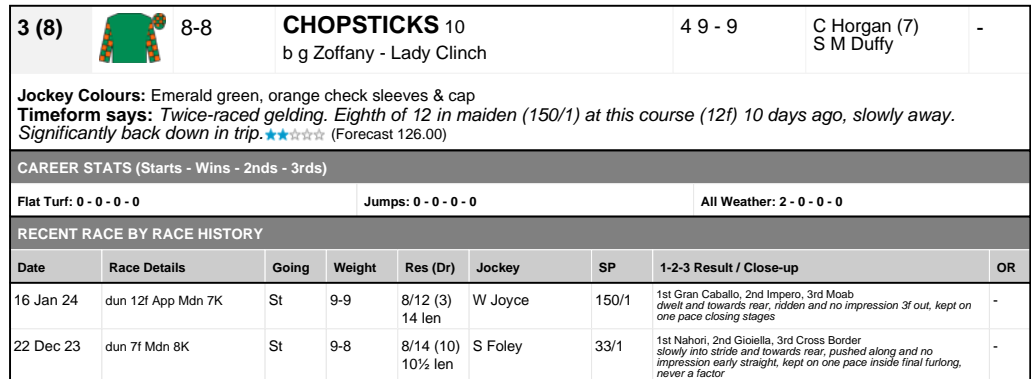 3 (8) 8-8 CHOPSTICKS 10 4 9 - 9 C Horgan (7) -
b g Zoffany - Lady Clinch S M Duffy
Jockey Colours: Emerald green, orange check sleeves & cap
Timeform says: Twice-raced gelding. Eighth of 12 in maiden (150/1) at this course (12f) 10 days ago, slowly away.
Significantly back down in trip. (Forecast 126.00)
CAREER STATS (Starts - Wins - 2nds - 3rds)
Flat Turf: 0 - 0 - 0 - 0 Jumps: 0 - 0 - 0 - 0 All Weather: 2 - 0 - 0 - 0
RECENT RACE BY RACE HISTORY
Date Race Details Going Weight Res (Dr) Jockey SP 1-2-3 Result / Close-up OR
16 Jan 24 dun 12f App Mdn 7K St 9-9 8/12 (3) W Joyce 150/1 1st Gran Caballo, 2nd Impero, 3rd Moab -
14 len dwelt and towards rear, ridden and no impression 3f out, kept on
one pace closing stages
22 Dec 23 dun 7f Mdn 8K St 9-8 8/14 (10) S Foley 33/1 1st Nahori, 2nd Gioiella, 3rd Cross Border -
10½ len slowly into stride and towards rear, pushed along and no
impression early straight, kept on one pace inside final furlong,
never a factor